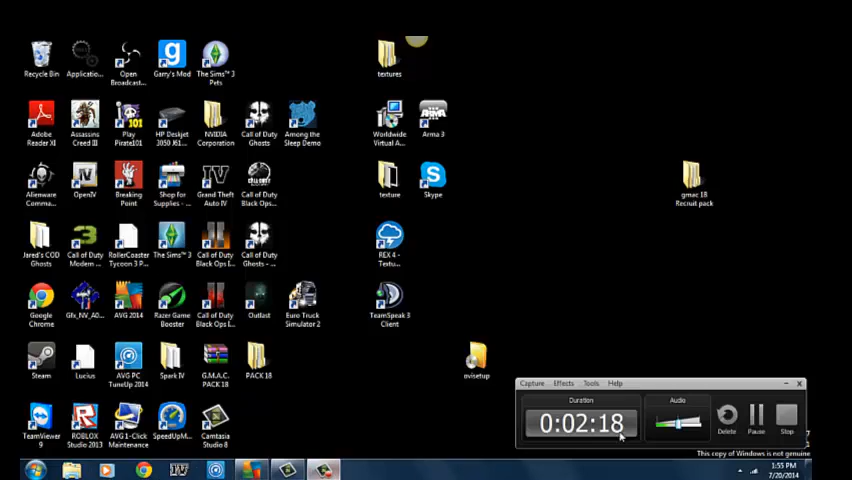 Recycle Bin
Applicatio...
Open
Broadcast...
Garry's Mod
The Sims™ 3
Pets
textures
Adobe
Reader XI
Assassins
Creed III
Play
Pirate101
HP Deskjet
3050 J61...
NVIDIA
Corporation
Call of Duty
Ghosts
Among the
Sleep Demo
Worldwide
Virtual A...
Arma 3
ARMA
Alienware
Comma...
OpenIV
Breaking
Point
Shop for
Supplies - ...
Grand Theft
Auto IV
Call of Duty
Black Ops...
texture
Skype
gmac 18
Recruit pack
Jared's COD
Ghosts
Call of Duty
Modern ...
RollerCoaster
Tycoon 3 P...
The Sims™ 3
Call of Duty
Black Ops I...
Call of Duty
Ghosts - ...
REX 4 -
Textu...
Google
Chrome
Gfx_NV_A0...
AVG 2014
Razer Game
Booster
Call of Duty
Black Ops I...
Outlast
Euro Truck
Simulator 2
TeamSpeak 3
Client
Steam
Lucius
AVG PC
TuneUp 2014
Spark IV
G.M.A.C.
PACK 18
PACK 18
ovisetup
TeamViewer
9
ROBLOX
Studio 2013
AVG 1-Click
Maintenance
SpeedUpM...
Camtasia
Studio 8
Capture Effects Tools Help
Duration
0:02:18
Audio
Delete
Pause
Stop
This copy of Windows is not genuine
1:55 PM
7/20/2014